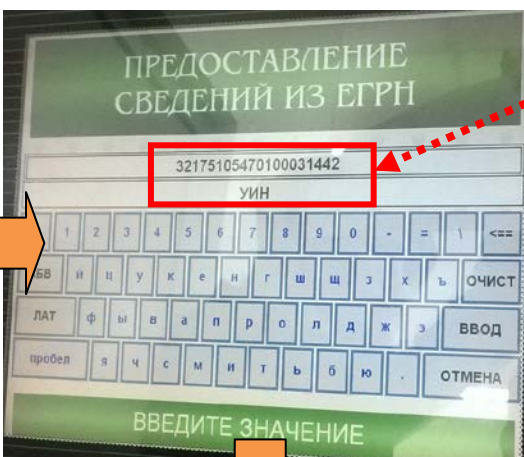 ПРЕДОСТАВЛЕНИЕ
СВЕДЕНИЙ ИЗ ЕГРН
32175105470100031442
УИН
1 2 3 4 5 6 7 8 9 0 - = \ <==
й ц у к е н г ш щ з х ъ ОЧИСТ
ЛАТ ф ы в а п р о л д ж э ВВОД
пробел я ч с м и т ь б ю . ОТМЕНА
ВВЕДИТЕ ЗНАЧЕНИЕ